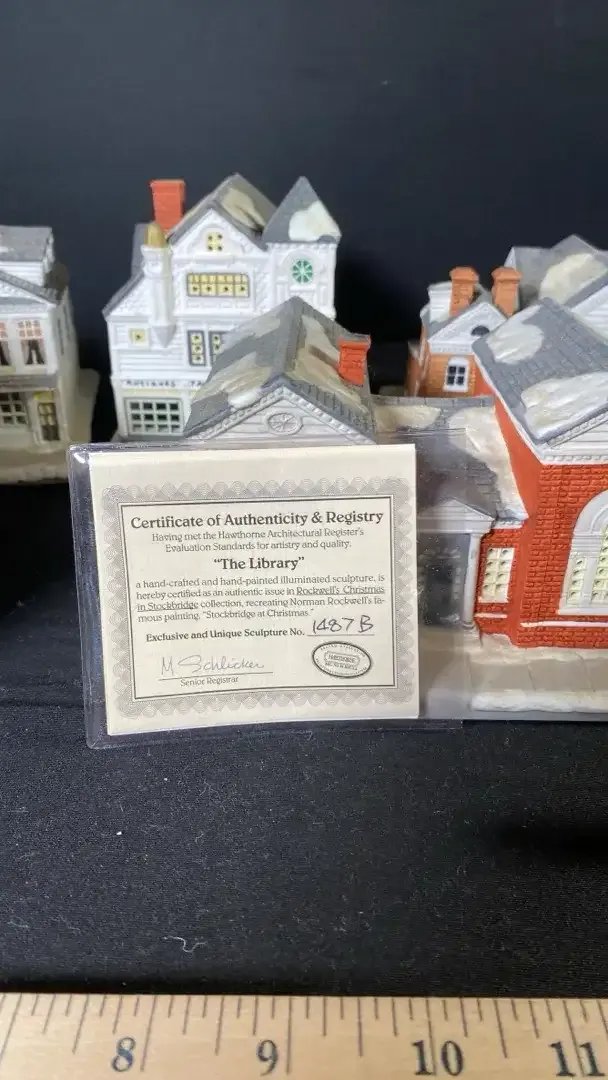 ANTIQUES
Certificate of Authenticity & Registry
Having met the Hawthorne Architectural Register's
Evaluation Standards for artistry and quality.
"The Library"
a hand-crafted and hand-painted illuminated sculpture, is
hereby certified as an authentic issue in Rockwell's Christmas
in Stockbridge collection, recreating Norman Rockwell's fa-
mous painting, "Stockbridge at Christmas."
Exclusive and Unique Sculpture No. 1487 B
M Schlicker
Senior Registrar
8 9 10 11